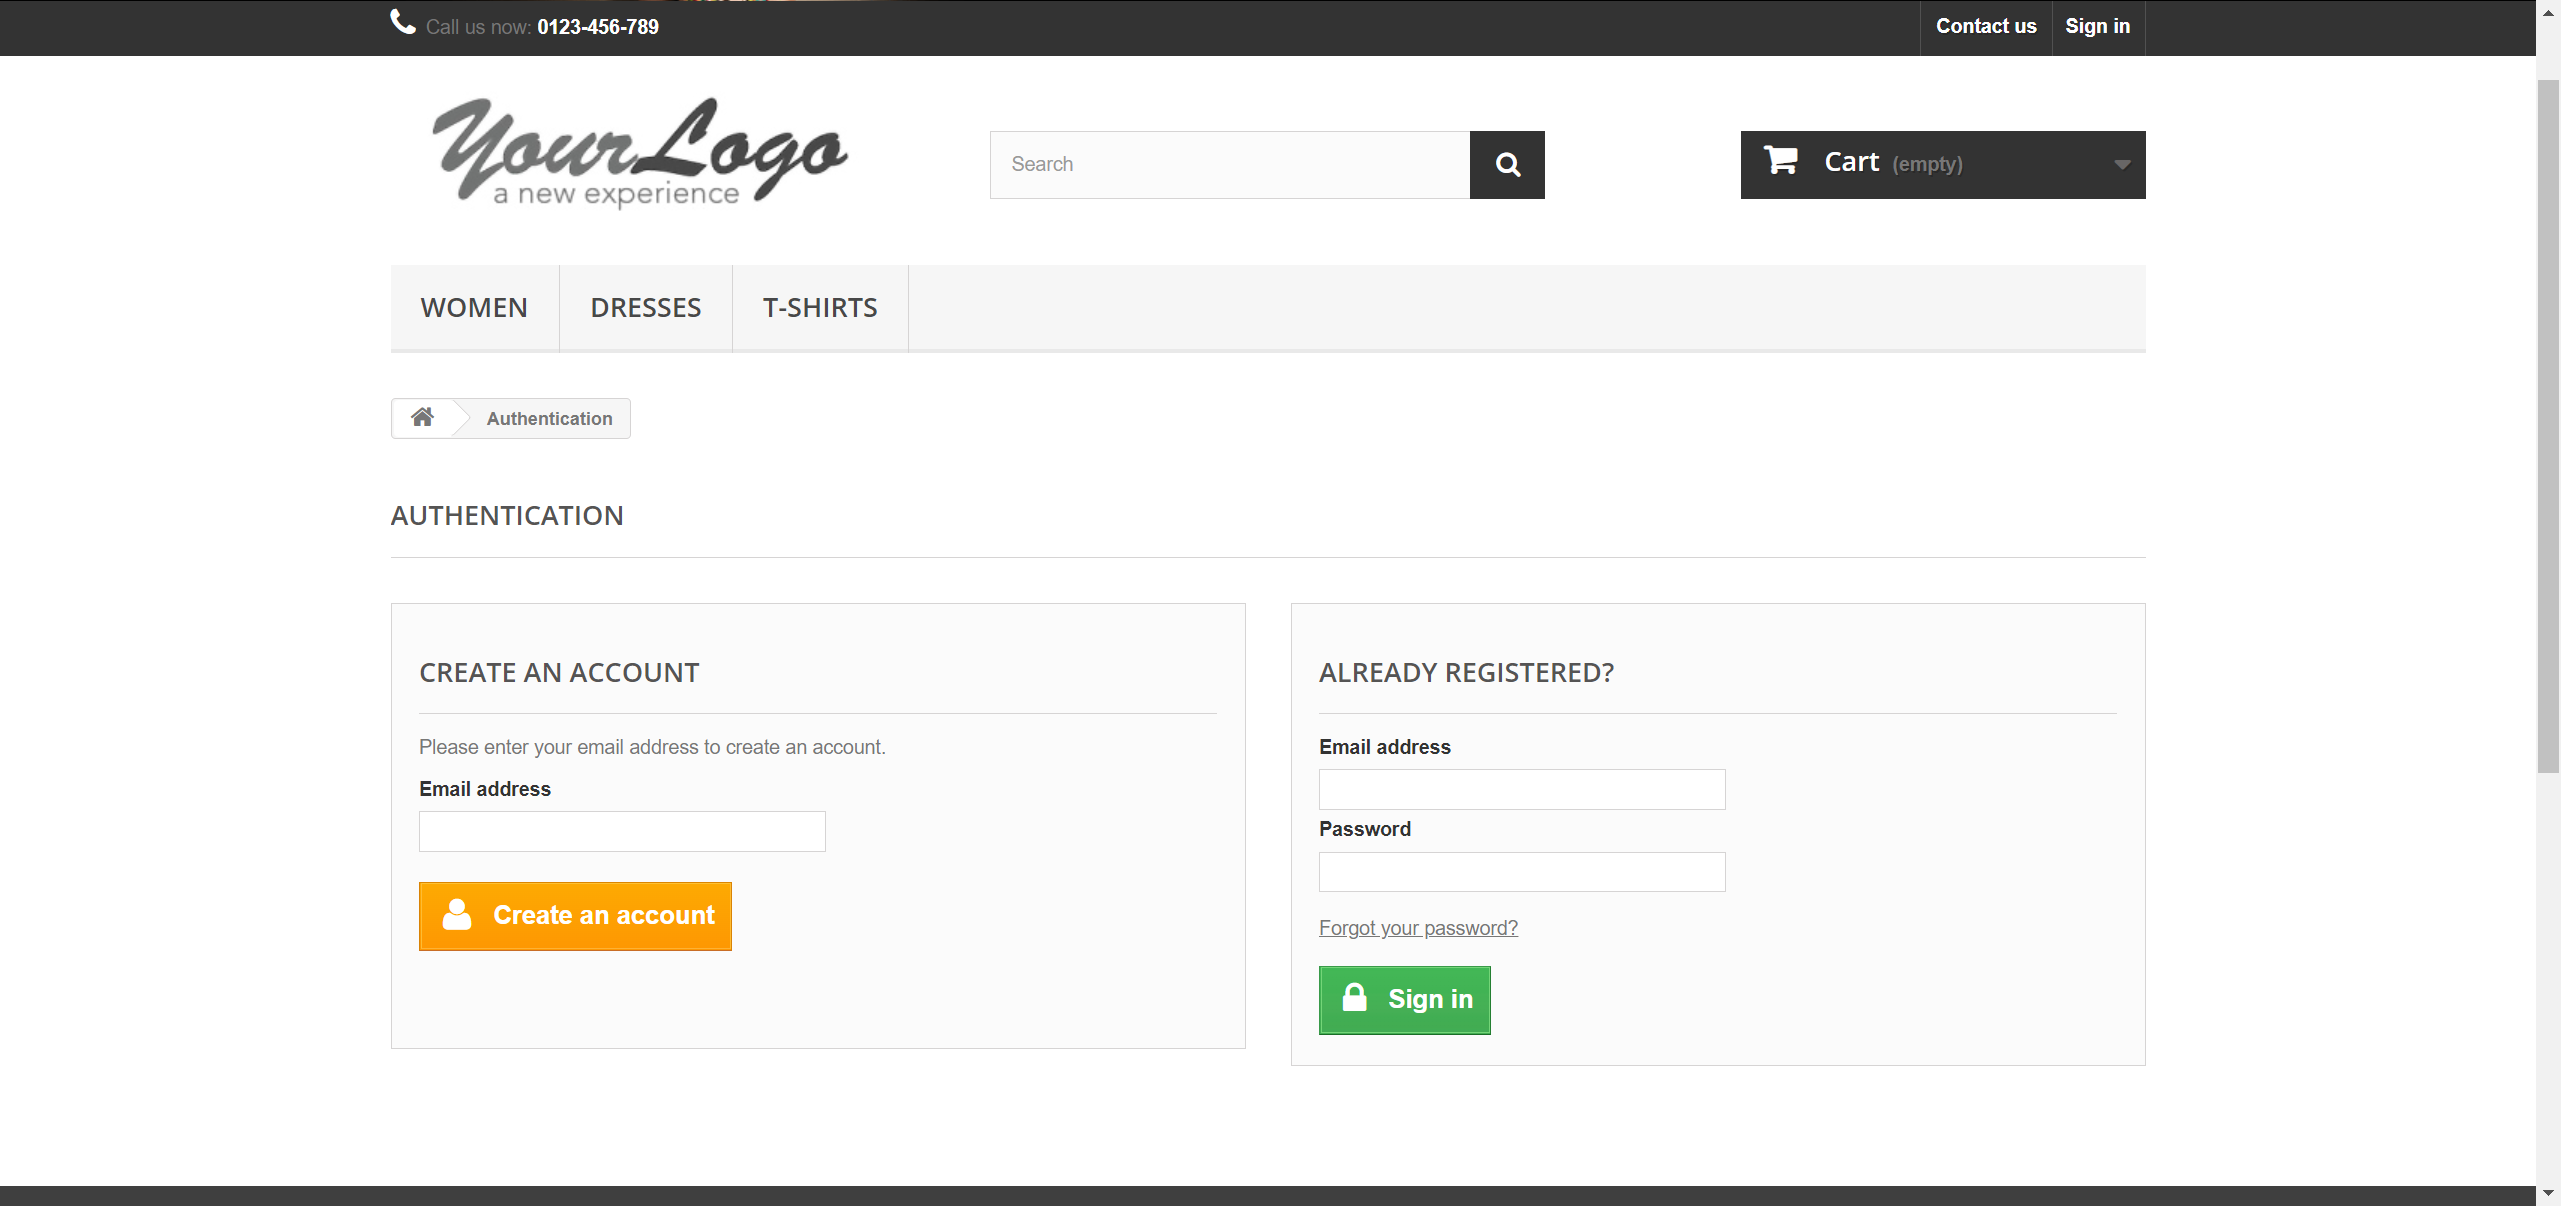 Call us now: 0123-456-789
Contact us
Sign in
YourLogo
a new experience
Search
Cart (empty)
WOMEN
DRESSES
T-SHIRTS
Authentication
AUTHENTICATION
CREATE AN ACCOUNT
Please enter your email address to create an account.
Email address
Create an account
ALREADY REGISTERED?
Email address
Password
Forgot your password?
Sign in